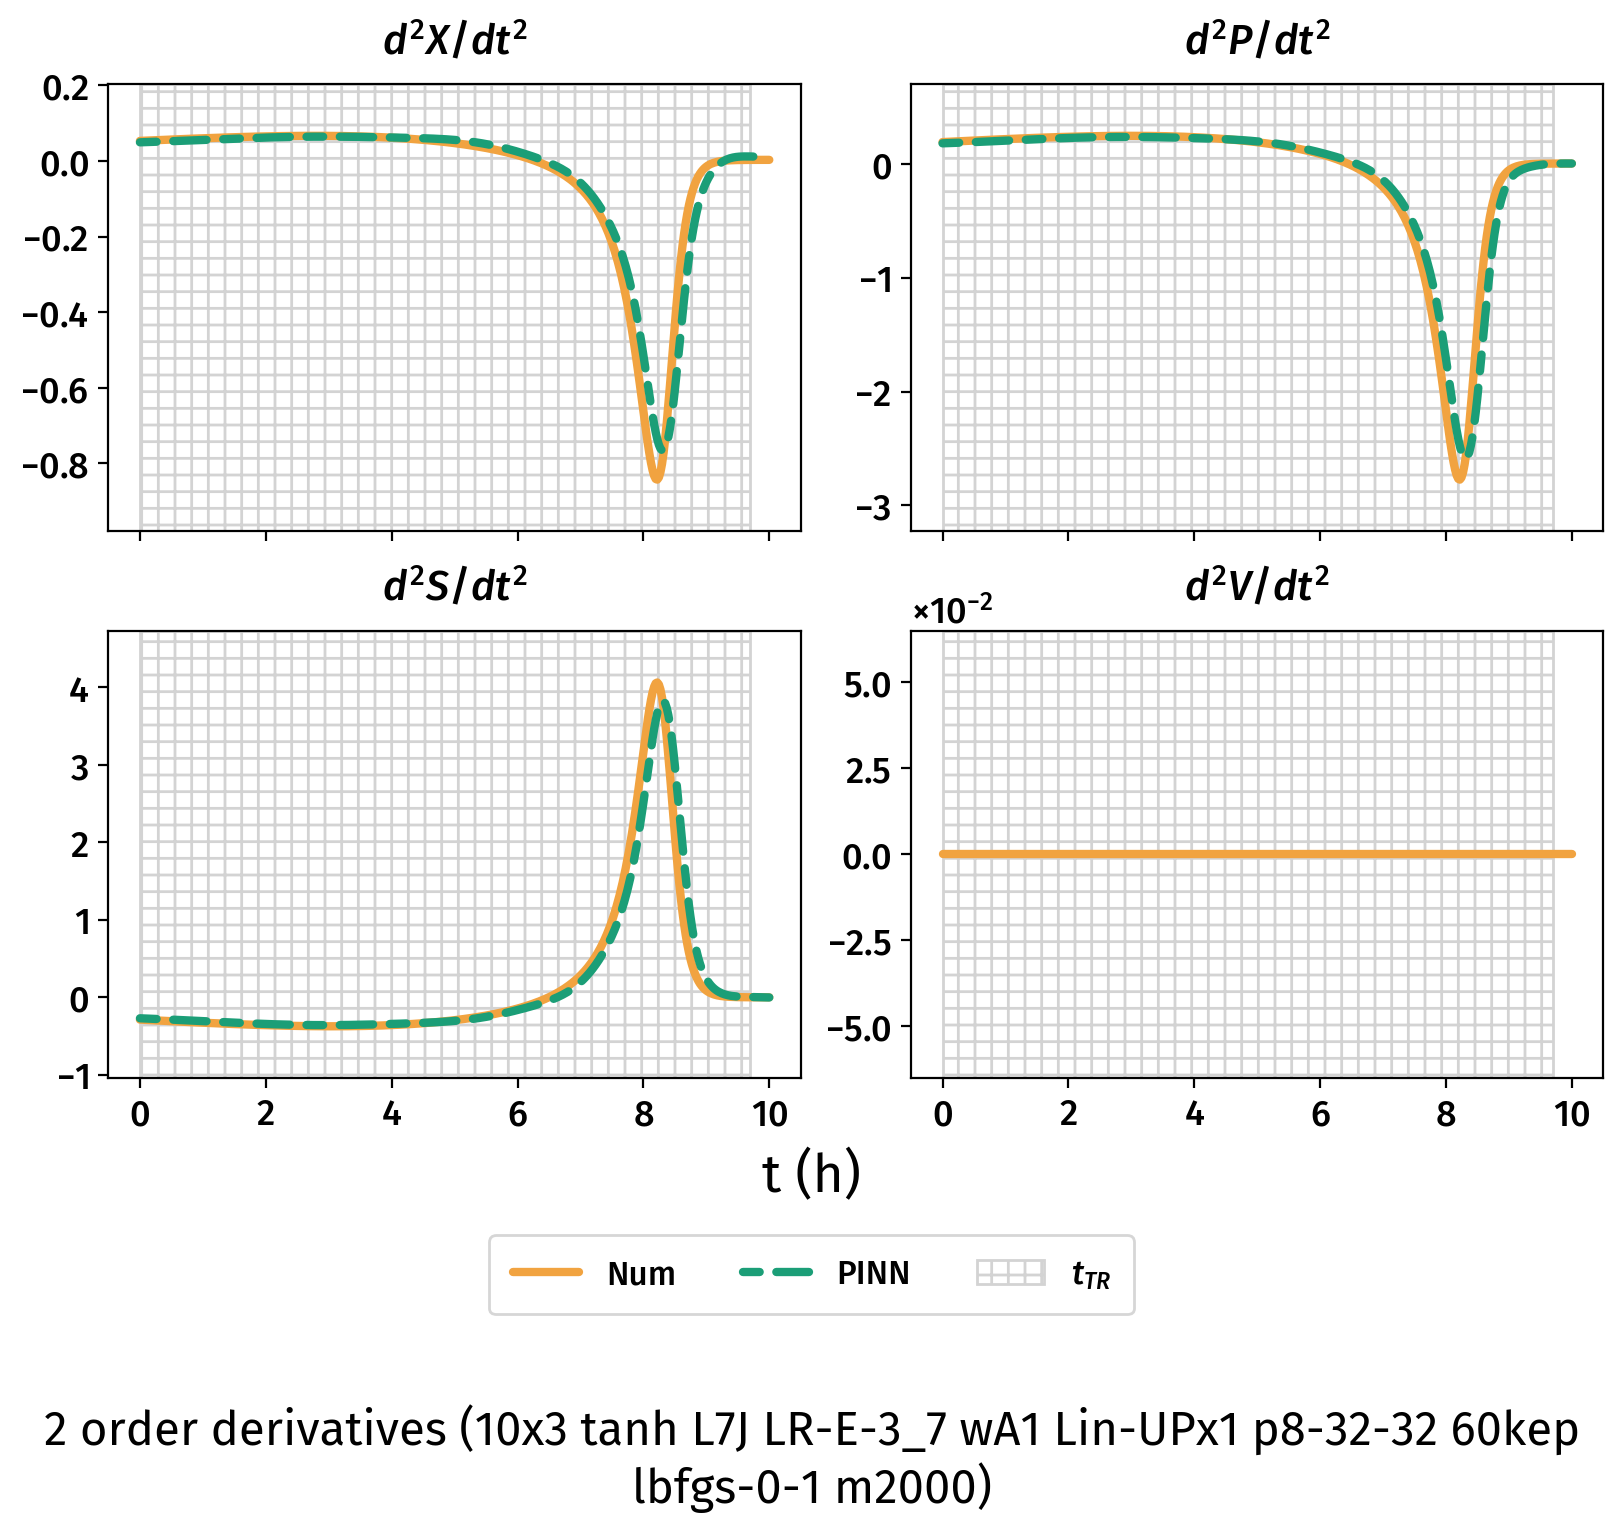 d²X/dt²
d²P/dt²
0.2
0.0
−0.2
−0.4
−0.6
−0.8
0
−1
−2
−3
d²S/dt²
d²V/dt²
×10⁻²
4
3
2
1
0
−1
5.0
2.5
0.0
−2.5
−5.0
0 2 4 6 8 10
0 2 4 6 8 10
t (h)
Num PINN t_TR
2 order derivatives (10x3 tanh L7J LR-E-3_7 wA1 Lin-UPx1 p8-32-32 60kep
lbfgs-0-1 m2000)